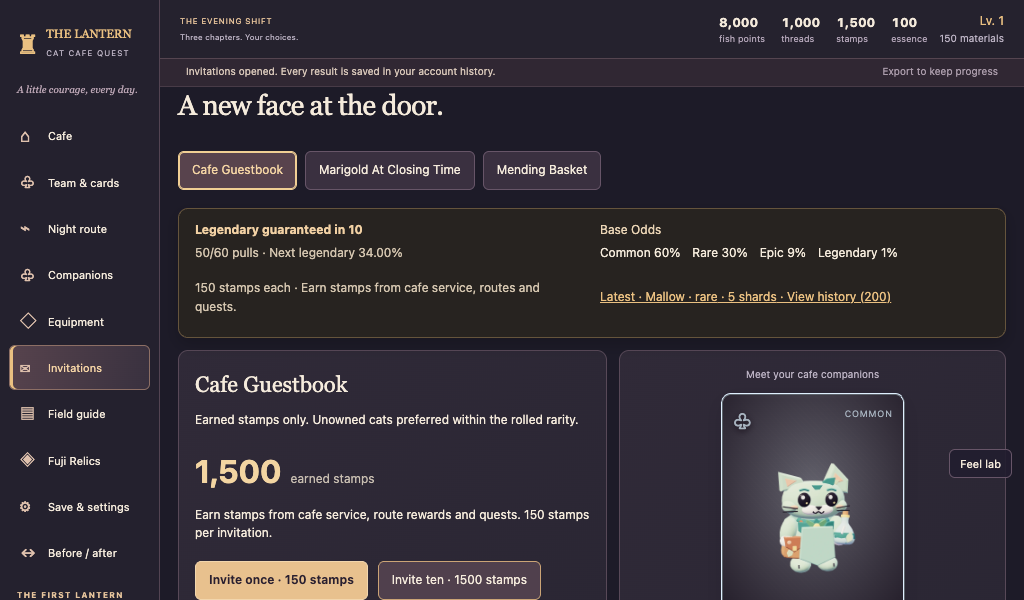 THE LANTERN
CAT CAFE QUEST
A little courage, every day.
Cafe
Team & cards
Night route
Companions
Equipment
Invitations
Field guide
Fuji Relics
Save & settings
Before / after
THE FIRST LANTERN
THE EVENING SHIFT
Three chapters. Your choices.
8,000
fish points
1,000
threads
1,500
stamps
100
essence
Lv. 1
150 materials
Invitations opened. Every result is saved in your account history.
Export to keep progress
A new face at the door.
Cafe Guestbook
Marigold At Closing Time
Mending Basket
Legendary guaranteed in 10
50/60 pulls · Next legendary 34.00%
150 stamps each · Earn stamps from cafe service, routes and
quests.
Base Odds
Common 60% Rare 30% Epic 9% Legendary 1%
Latest · Mallow · rare · 5 shards · View history (200)
Cafe Guestbook
Earned stamps only. Unowned cats preferred within the rolled rarity.
1,500 earned stamps
Earn stamps from cafe service, route rewards and quests. 150 stamps
per invitation.
Invite once · 150 stamps
Invite ten · 1500 stamps
Meet your cafe companions
COMMON
Feel lab